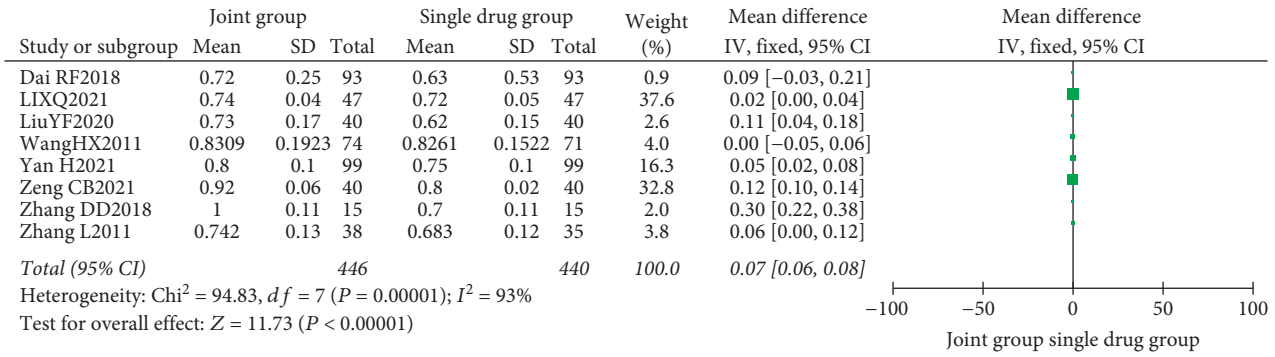 Joint group Single drug group Weight Mean difference Mean difference
Study or subgroup Mean SD Total Mean SD Total (%) IV, fixed, 95% CI IV, fixed, 95% CI
Dai RF2018 0.72 0.25 93 0.63 0.53 93 0.9 0.09 [−0.03, 0.21]
LIXQ2021 0.74 0.04 47 0.72 0.05 47 37.6 0.02 [0.00, 0.04]
LiuYF2020 0.73 0.17 40 0.62 0.15 40 2.6 0.11 [0.04, 0.18]
WangHX2011 0.8309 0.1923 74 0.8261 0.1522 71 4.0 0.00 [−0.05, 0.06]
Yan H2021 0.8 0.1 99 0.75 0.1 99 16.3 0.05 [0.02, 0.08]
Zeng CB2021 0.92 0.06 40 0.8 0.02 40 32.8 0.12 [0.10, 0.14]
Zhang DD2018 1 0.11 15 0.7 0.11 15 2.0 0.30 [0.22, 0.38]
Zhang L2011 0.742 0.13 38 0.683 0.12 35 3.8 0.06 [0.00, 0.12]
Total (95% CI) 446 440 100.0 0.07 [0.06, 0.08]
Heterogeneity: Chi² = 94.83, df = 7 (P = 0.00001); I² = 93%
Test for overall effect: Z = 11.73 (P < 0.00001)
−100 −50 0 50 100
Joint group single drug group